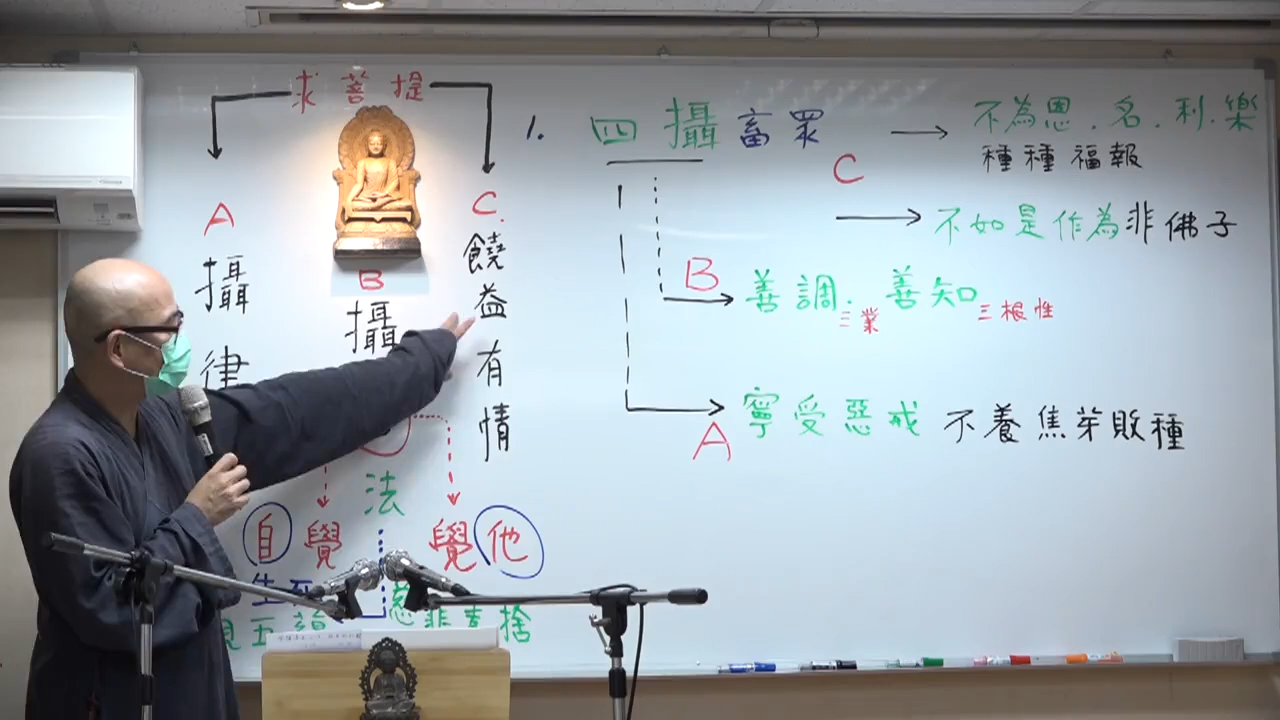 求菩提
A
攝
律
B
攝
法
C.
饒
益
有
情
自覺
覺他
生死
五
慈悲喜捨
1. 四攝畜眾
C
不為恩.名.利.樂
種種福報
不如是作為非佛子
B
善調.善知
三業
三根性
A
寧受惡戒 不養焦芽敗種